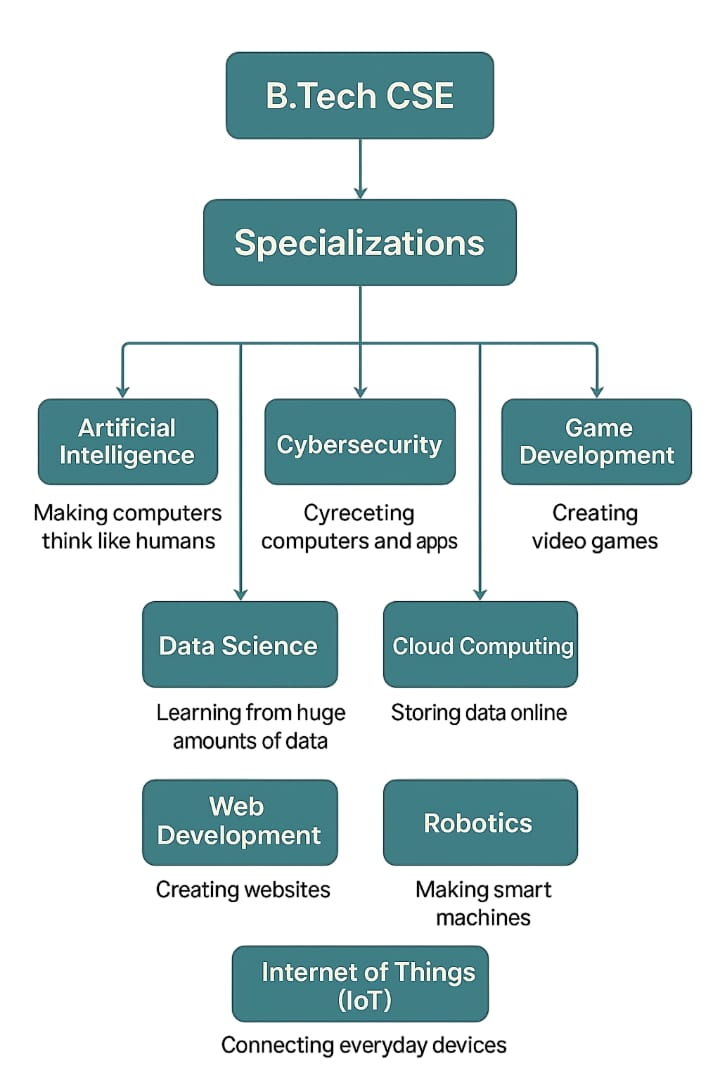 B.Tech CSE
Specializations
Artificial
Intelligence
Making computers
think like humans
Cybersecurity
Cyreceting
computers and apps
Game
Development
Creating
video games
Data Science
Learning from huge
amounts of data
Cloud Computing
Storing data online
Web
Development
Creating websites
Robotics
Making smart
machines
Internet of Things
(IoT)
Connecting everyday devices